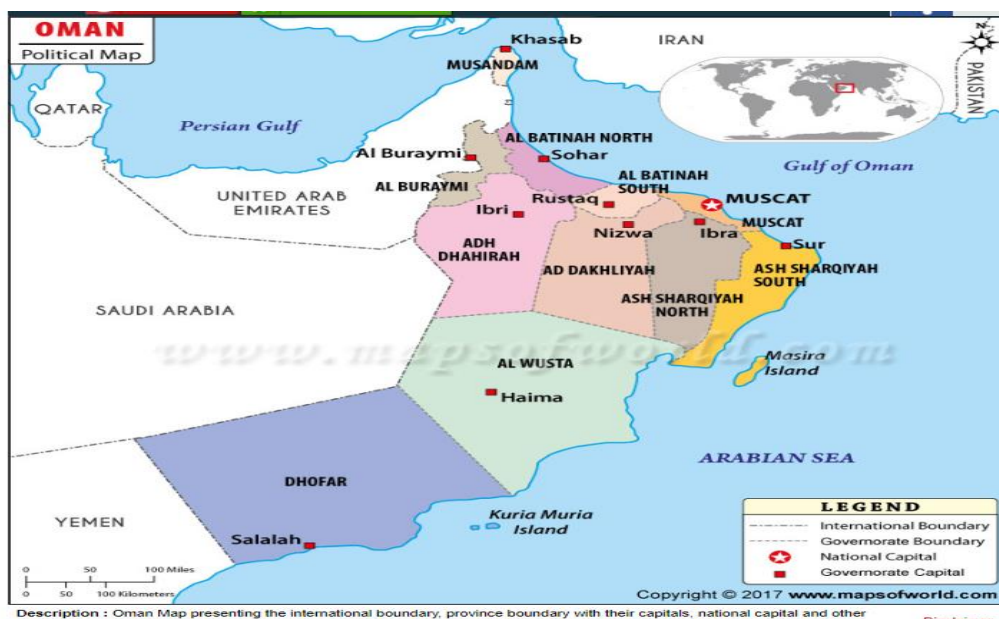 OMAN
Political Map
Khasab
IRAN
N
PAKISTAN
MUSANDAM
QATAR
Persian Gulf
AL BATINAH NORTH
Al Buraymi
Sohar
Gulf of Oman
AL BURAYMI
AL BATINAH
SOUTH
UNITED ARAB
EMIRATES
Rustaq
MUSCAT
Ibri
MUSCAT
Nizwa
Ibra
Sur
ADH
DHAHIRAH
AD DAKHLIYAH
ASH SHARQIYAH
SOUTH
ASH SHARQIYAH
NORTH
SAUDI ARABIA
www.mapsofworld.com
Masira
Island
AL WUSTA
Haima
ARABIAN SEA
DHOFAR
Kuria Muria
Island
YEMEN
Salalah
LEGEND
International Boundary
Governorate Boundary
National Capital
Governorate Capital
0 50 100 Miles
0 50 100 Kilometers
Copyright © 2017 www.mapsofworld.com
Description : Oman Map presenting the international boundary, province boundary with their capitals, national capital and other